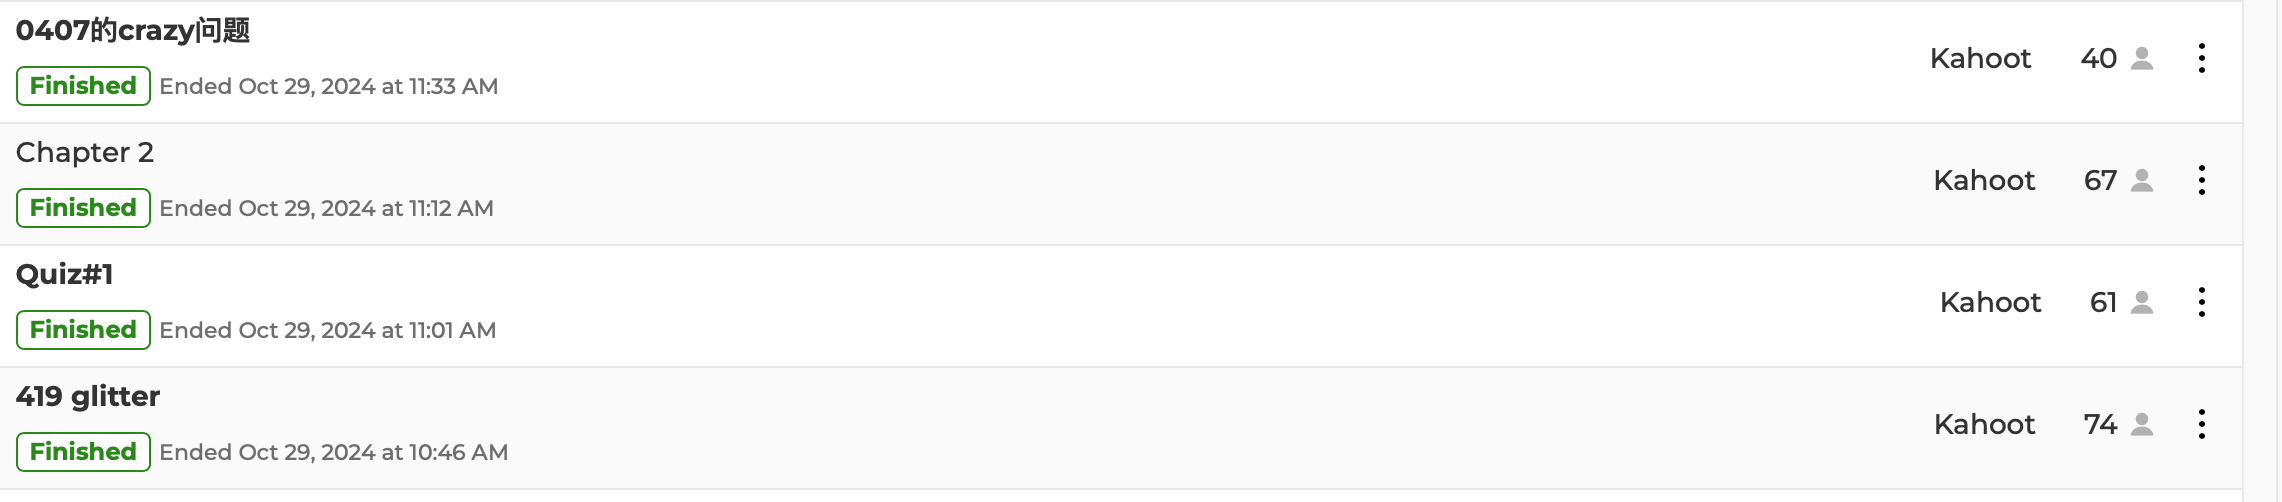 0407的crazy问题
Finished Ended Oct 29, 2024 at 11:33 AM
Kahoot 40
Chapter 2
Finished Ended Oct 29, 2024 at 11:12 AM
Kahoot 67
Quiz#1
Finished Ended Oct 29, 2024 at 11:01 AM
Kahoot 61
419 glitter
Finished Ended Oct 29, 2024 at 10:46 AM
Kahoot 74